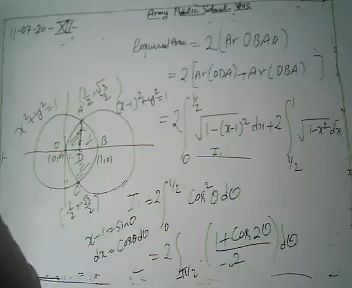 11-07-20-XII-
Army Public School
Required Area = 2(Ar OBAO)
= 2[Ar(ODA)+Ar(DBA)]
x²+y²=1
(1/2, √3/2)
(x-1)²+y²=1
= 2∫₀^{1/2} √1-(x-1)² dx + 2∫_{1/2}^{1} √1-x² dx
I₁
A
O
D
B
(0,0)
(1,0)
(1/2, -√3/2)
x-1=sinθ
dx=cosθdθ
I₁ = 2∫₀^{1/2} cos²θ dθ
= 2∫ (1+cos2θ/2) dθ